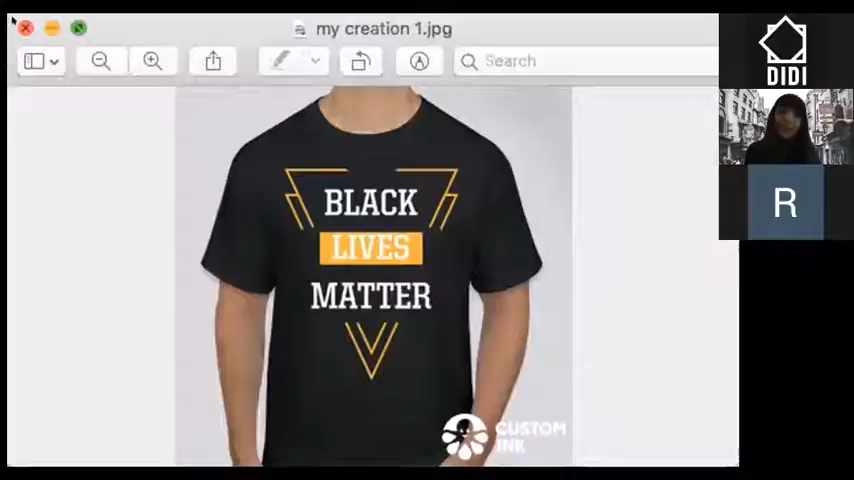 my creation 1.jpg
Search
DIDI
R
BLACK
LIVES
MATTER
CUSTOM
INK